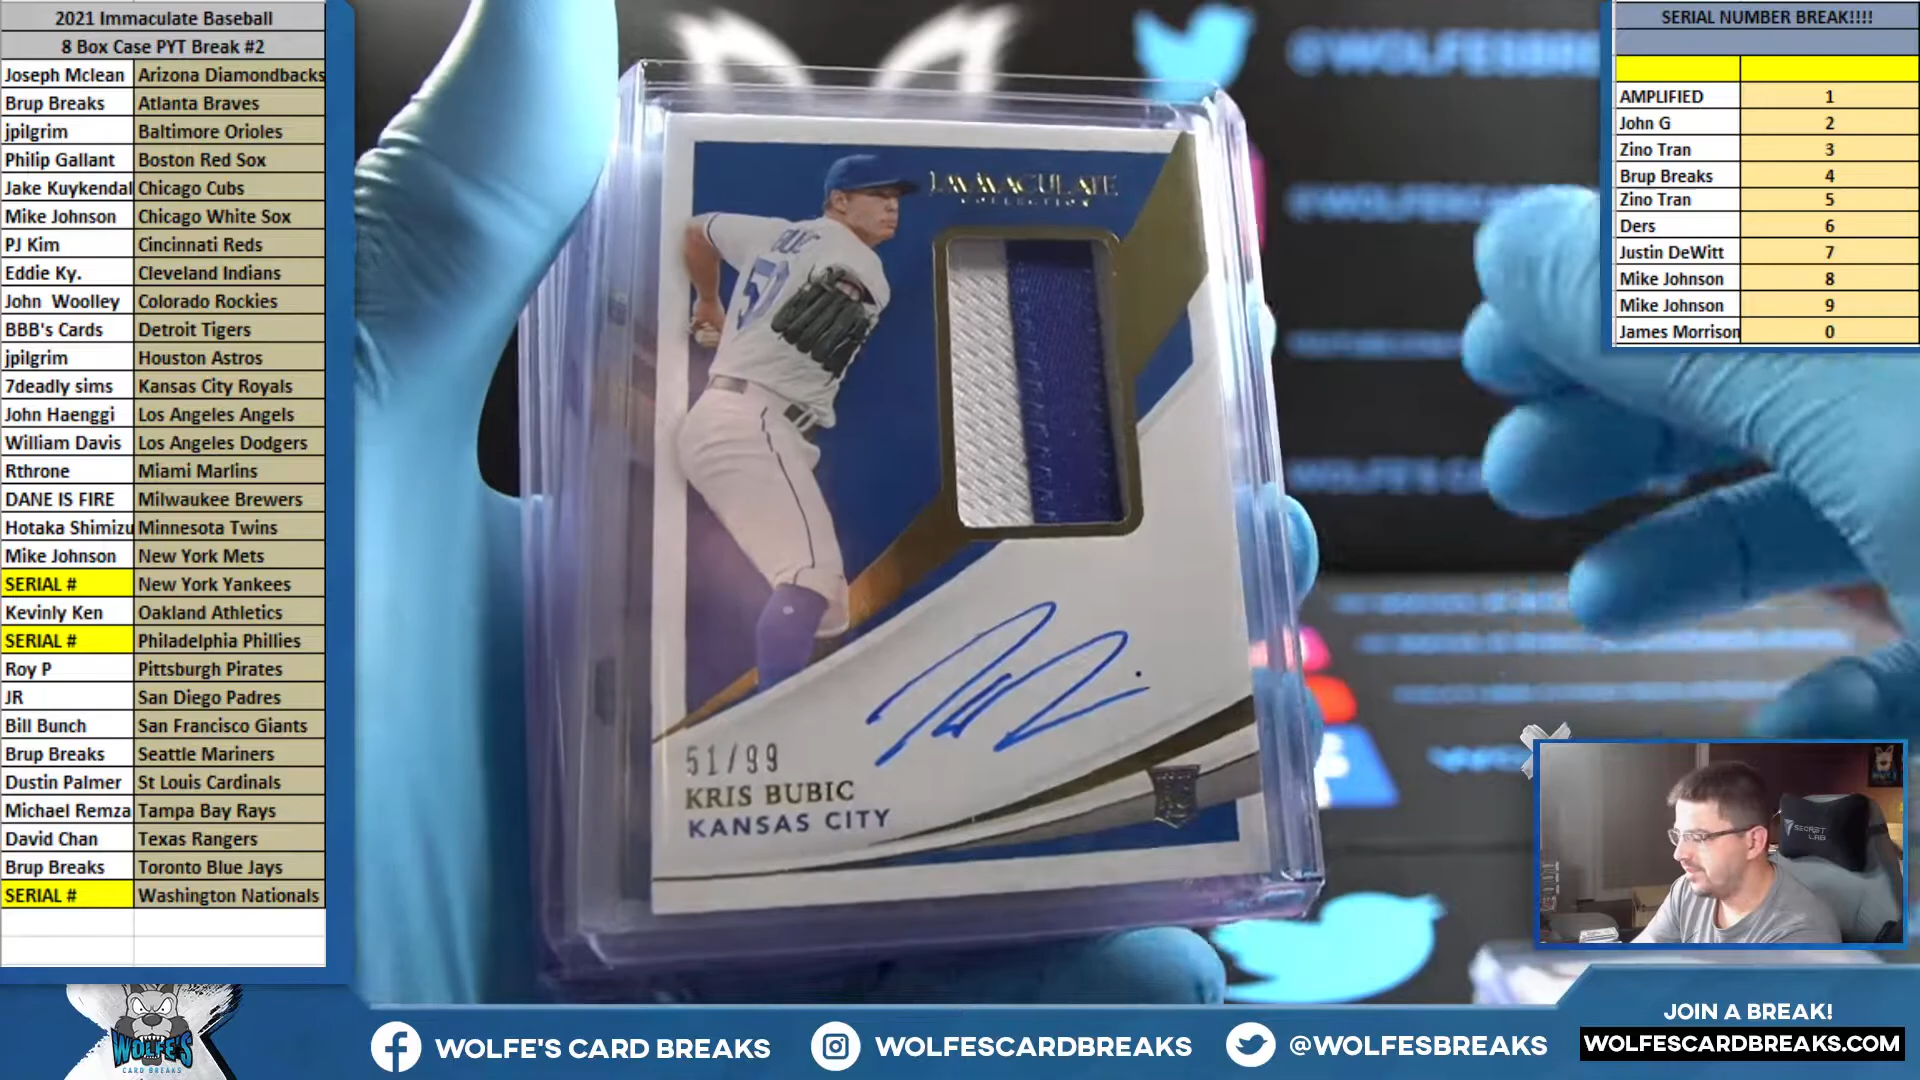 2021 Immaculate Baseball
8 Box Case PYT Break #2
Joseph Mclean Arizona Diamondbacks
Brup Breaks Atlanta Braves
jpilgrim Baltimore Orioles
Philip Gallant Boston Red Sox
Jake Kuykendal Chicago Cubs
Mike Johnson Chicago White Sox
PJ Kim Cincinnati Reds
Eddie Ky. Cleveland Indians
John Woolley Colorado Rockies
BBB's Cards Detroit Tigers
jpilgrim Houston Astros
7deadly sims Kansas City Royals
John Haenggi Los Angeles Angels
William Davis Los Angeles Dodgers
Rthrone Miami Marlins
DANE IS FIRE Milwaukee Brewers
Hotaka Shimizu Minnesota Twins
Mike Johnson New York Mets
SERIAL # New York Yankees
Kevinly Ken Oakland Athletics
SERIAL # Philadelphia Phillies
Roy P Pittsburgh Pirates
JR San Diego Padres
Bill Bunch San Francisco Giants
Brup Breaks Seattle Mariners
Dustin Palmer St Louis Cardinals
Michael Remza Tampa Bay Rays
David Chan Texas Rangers
Brup Breaks Toronto Blue Jays
SERIAL # Washington Nationals
IMMACULATE
COLLECTION
51/99
KRIS BUBIC
KANSAS CITY
RC
@WOLFESBREAKS
SERIAL NUMBER BREAK!!!!
AMPLIFIED 1
John G 2
Zino Tran 3
Brup Breaks 4
Zino Tran 5
Ders 6
Justin DeWitt 7
Mike Johnson 8
Mike Johnson 9
James Morrison 0
SECRET
LAB
WOLFE'S
CARD BREAKS
WOLFE'S CARD BREAKS
WOLFESCARDBREAKS
@WOLFESBREAKS
JOIN A BREAK!
WOLFESCARDBREAKS.COM